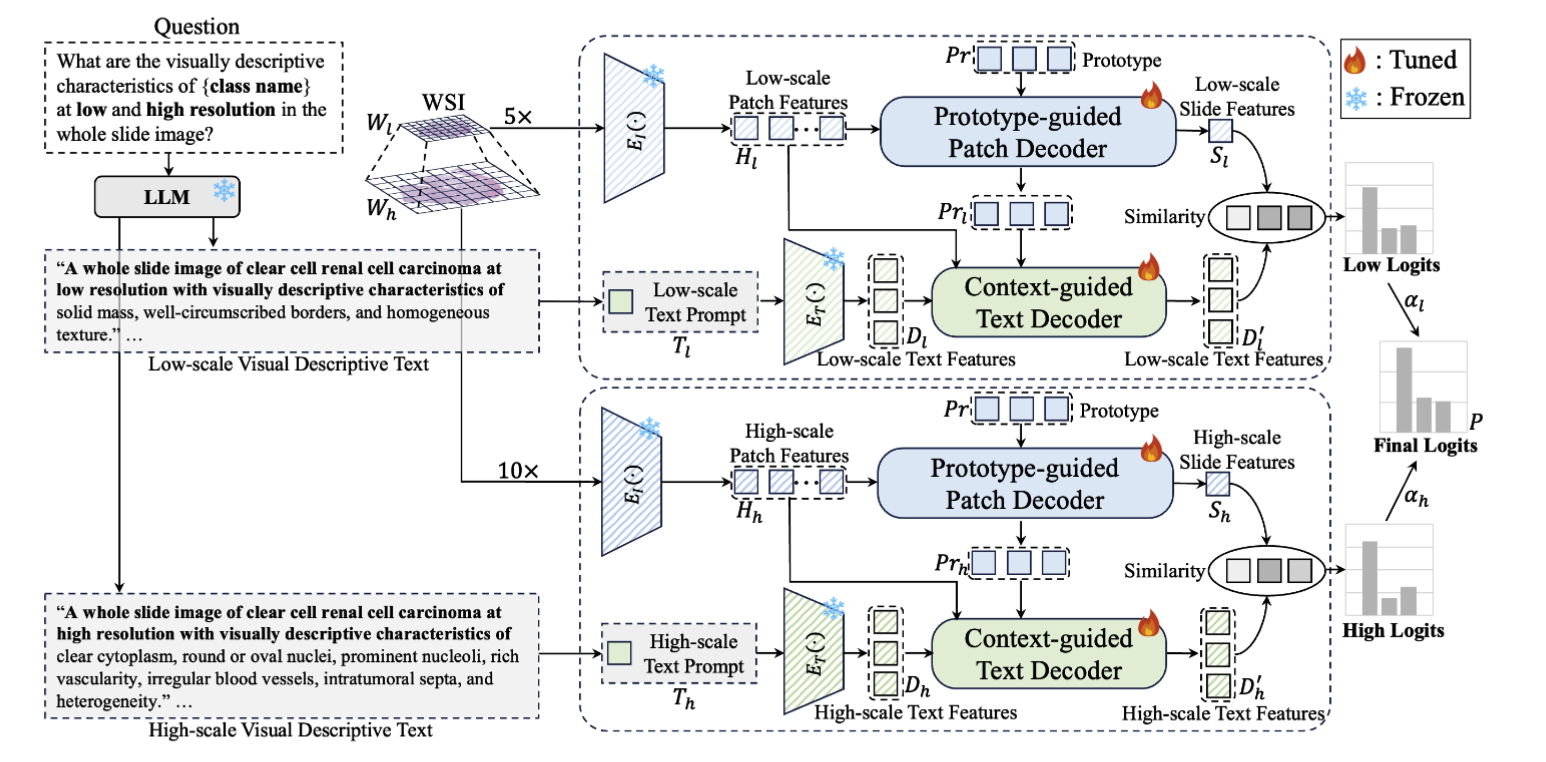 Question
What are the visually descriptive
characteristics of {class name}
at low and high resolution in the
whole slide image?
LLM
WSI
W_l
W_h
5×
10×
"A whole slide image of clear cell renal cell carcinoma at
low resolution with visually descriptive characteristics of
solid mass, well-circumscribed borders, and homogeneous
texture." …
Low-scale Visual Descriptive Text
"A whole slide image of clear cell renal cell carcinoma at
high resolution with visually descriptive characteristics of
clear cytoplasm, round or oval nuclei, prominent nucleoli, rich
vascularity, irregular blood vessels, intratumoral septa, and
heterogeneity." …
High-scale Visual Descriptive Text
E_I(·)
Low-scale
Patch Features
H_l
Pr
Prototype
Prototype-guided
Patch Decoder
Low-scale
Slide Features
S_l
Pr_l
Similarity
Low-scale
Text Prompt
T_l
E_T(·)
D_l
Low-scale Text Features
Context-guided
Text Decoder
D'_l
Low-scale Text Features
E_I(·)
High-scale
Patch Features
H_h
Pr
Prototype
Prototype-guided
Patch Decoder
High-scale
Slide Features
S_h
Pr_h
Similarity
High-scale
Text Prompt
T_h
E_T(·)
D_h
High-scale Text Features
Context-guided
Text Decoder
D'_h
High-scale Text Features
: Tuned
: Frozen
Low Logits
α_l
P
Final Logits
α_h
High Logits